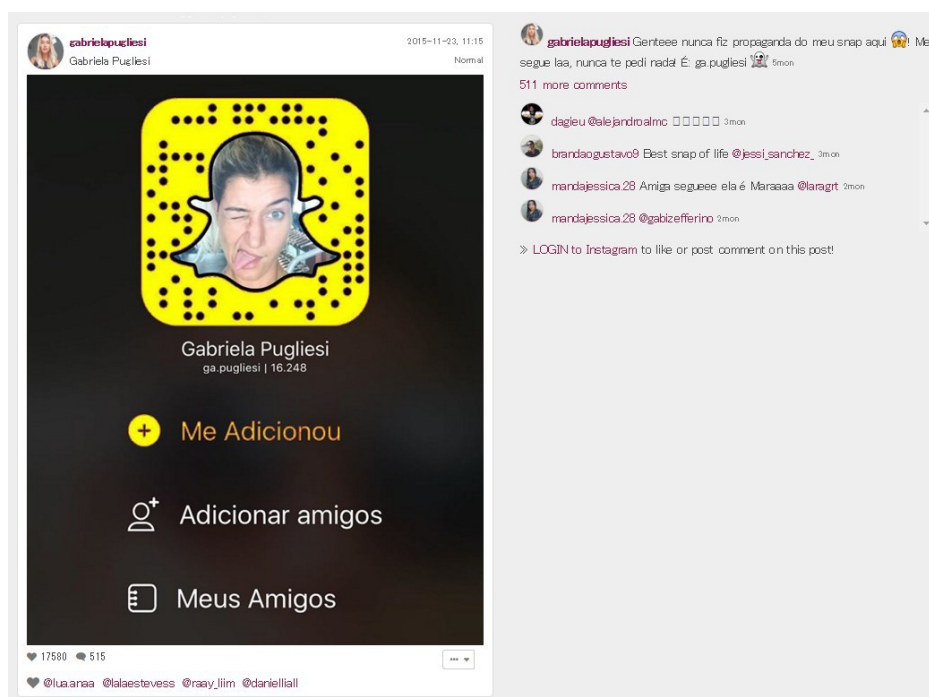 gabrielapugliesi
2015-11-23, 11:15
Gabriela Pugliesi
Normal
Gabriela Pugliesi
ga.pugliesi | 16.248
Me Adicionou
Adicionar amigos
Meus Amigos
17580 515
@lua.anaa @lalaestevess @raay_liim @danielliall
gabrielapugliesi Genteee nunca fiz propaganda do meu snap aqui 😱! Me
segue laa, nunca te pedi nada! É: ga.pugliesi 👻 5mon
511 more comments
dagieu @alejandroalmc □□□□□ 3mon
brandaogustavo9 Best snap of life @jessi_sanchez_ 3mon
mandajessica.28 Amiga segueee ela é Maraaaa @laragrt 2mon
mandajessica.28 @gabizefferino 2mon
» LOGIN to Instagram to like or post comment on this post!